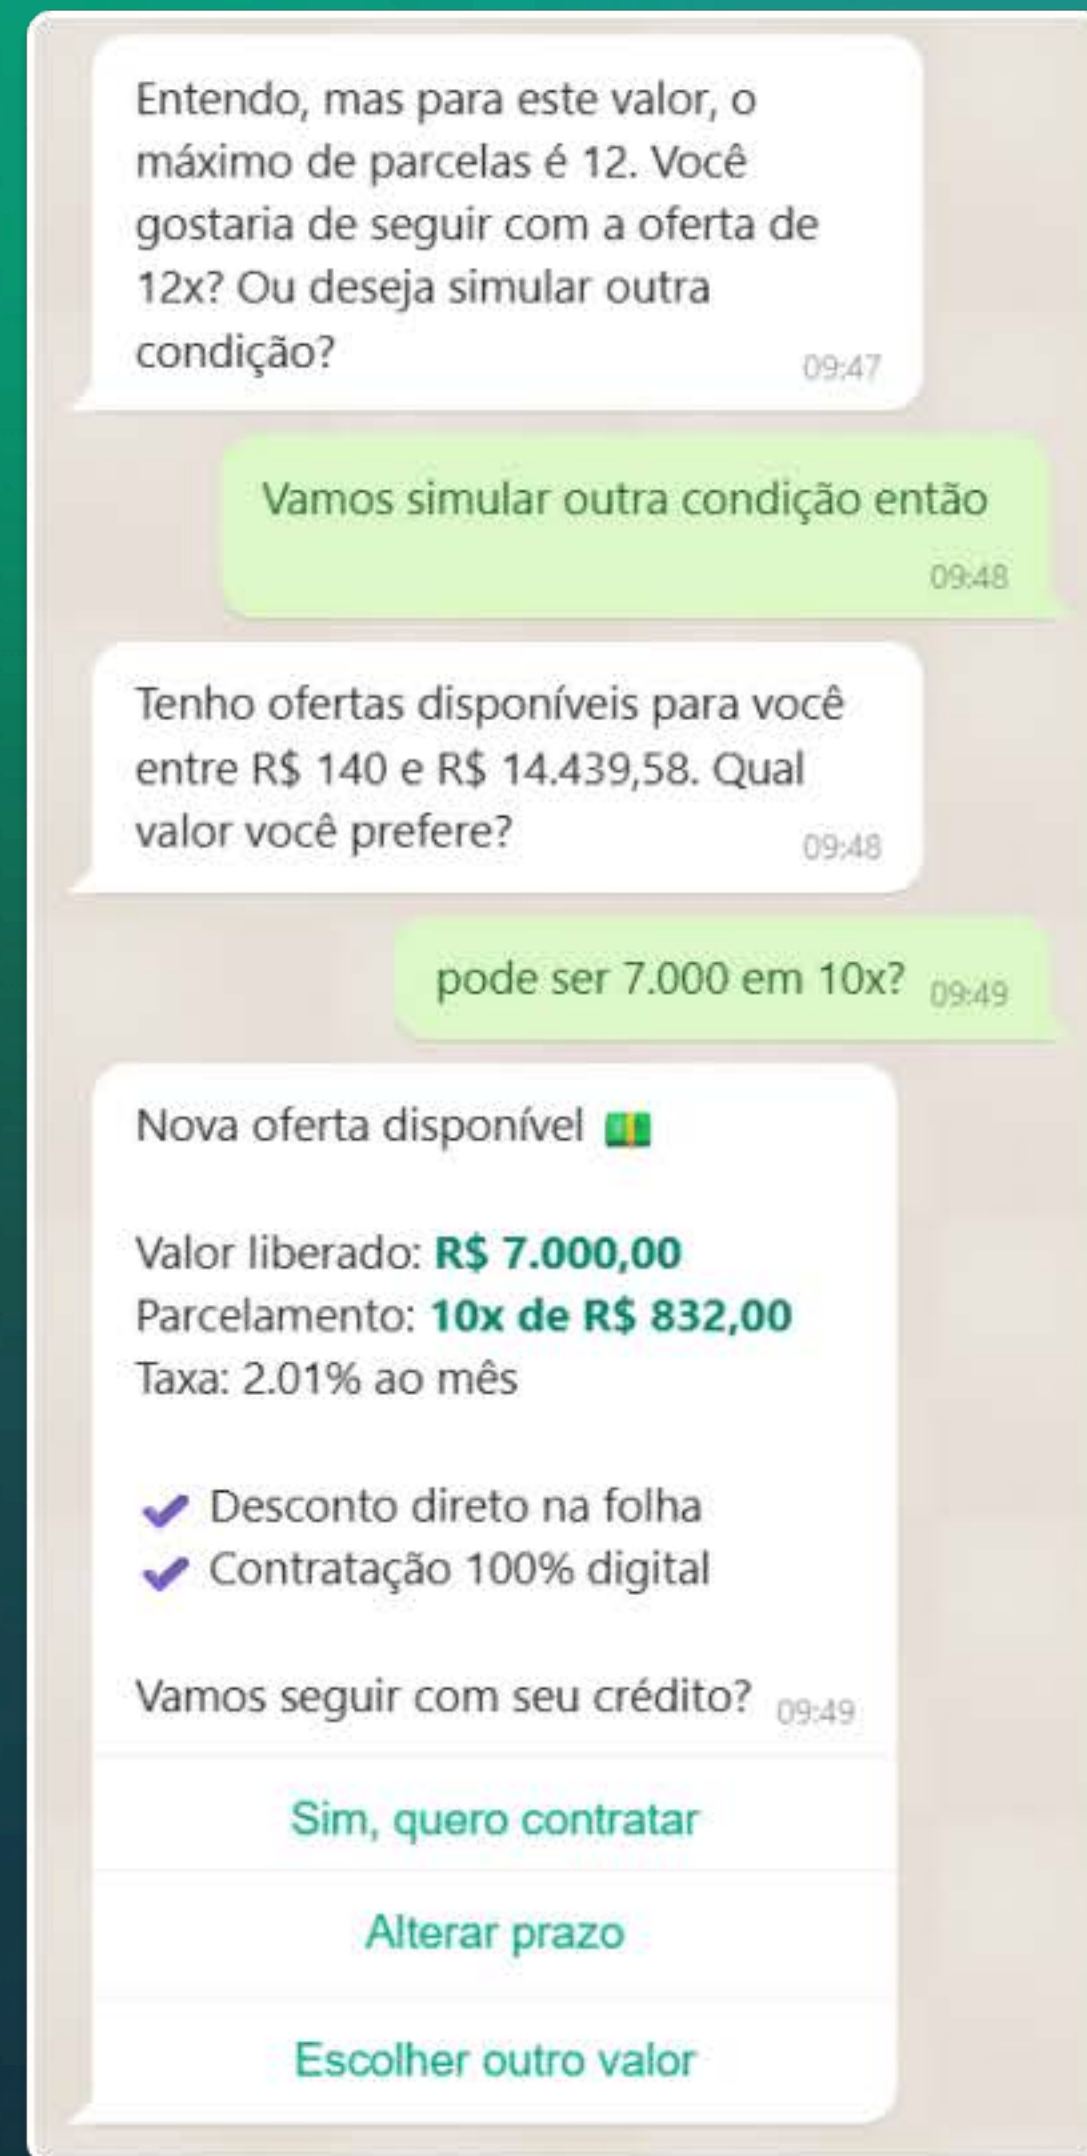 Entendo, mas para este valor, o
máximo de parcelas é 12. Você
gostaria de seguir com a oferta de
12x? Ou deseja simular outra
condição?
09:47
Vamos simular outra condição então
09:48
Tenho ofertas disponíveis para você
entre R$ 140 e R$ 14.439,58. Qual
valor você prefere?
09:48
pode ser 7.000 em 10x? 09:49
Nova oferta disponível
Valor liberado: R$ 7.000,00
Parcelamento: 10x de R$ 832,00
Taxa: 2.01% ao mês
✔ Desconto direto na folha
✔ Contratação 100% digital
Vamos seguir com seu crédito? 09:49
Sim, quero contratar
Alterar prazo
Escolher outro valor